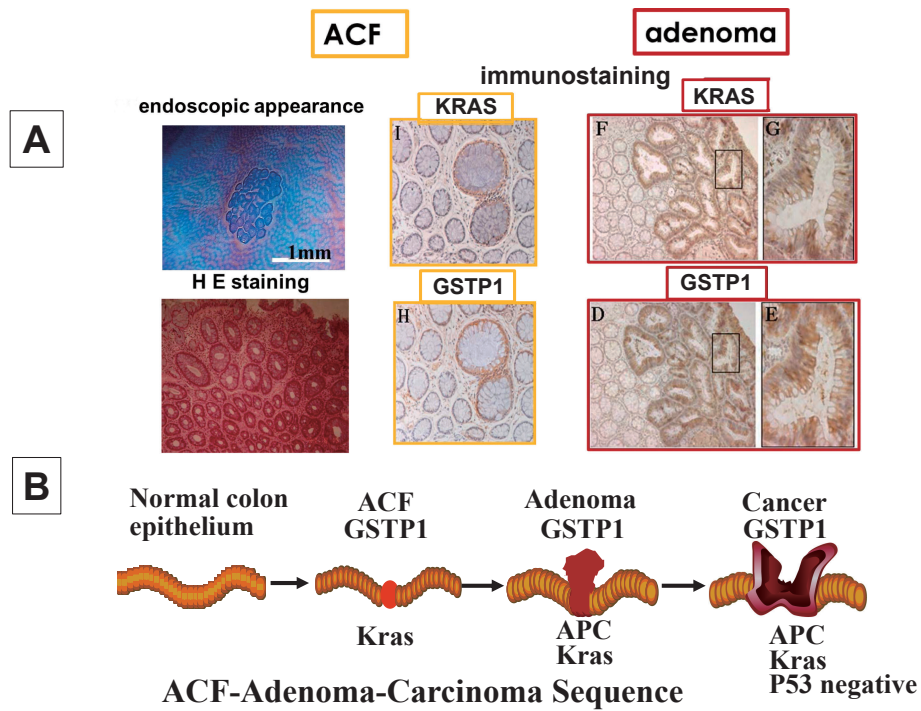 ACF
adenoma
immunostaining
A
endoscopic appearance
KRAS
KRAS
I
F
G
1mm
H E staining
GSTP1
GSTP1
H
D
E
B
Normal colon
epithelium
ACF
GSTP1
Adenoma
GSTP1
Cancer
GSTP1
Kras
APC
Kras
APC
Kras
P53 negative
ACF-Adenoma-Carcinoma Sequence